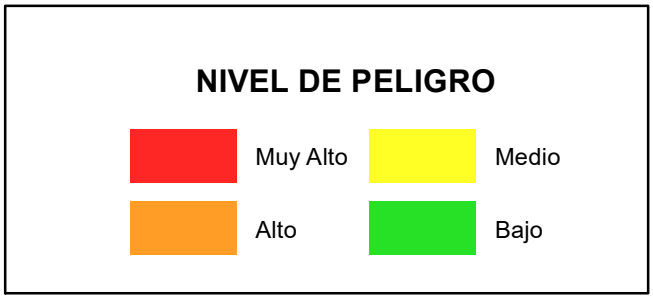 NIVEL DE PELIGRO
Muy Alto
Medio
Alto
Bajo